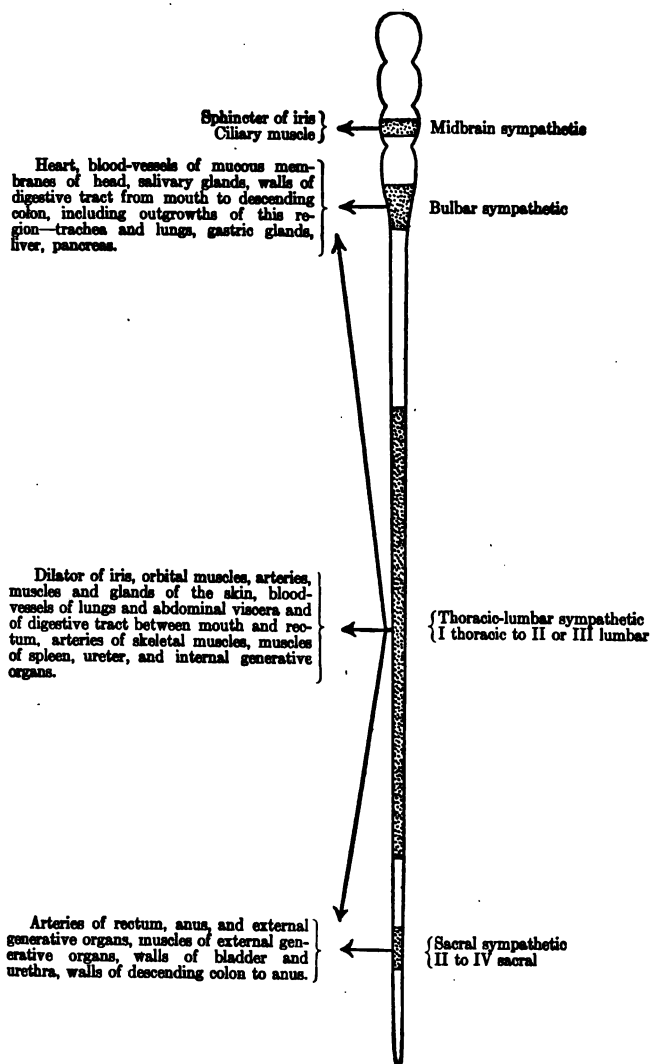 Sphincter of iris
Ciliary muscle
Midbrain sympathetic
Heart, blood-vessels of mucous mem-
branes of head, salivary glands, walls of
digestive tract from mouth to descending
colon, including outgrowths of this re-
gion—trachea and lungs, gastric glands,
liver, pancreas.
Bulbar sympathetic
Dilator of iris, orbital muscles, arteries,
muscles and glands of the skin, blood-
vessels of lungs and abdominal viscera and
of digestive tract between mouth and rec-
tum, arteries of skeletal muscles, muscles
of spleen, ureter, and internal generative
organs.
Thoracic-lumbar sympathetic
I thoracic to II or III lumbar
Arteries of rectum, anus, and external
generative organs, muscles of external gen-
erative organs, walls of bladder and
urethra, walls of descending colon to anus.
Sacral sympathetic
II to IV sacral